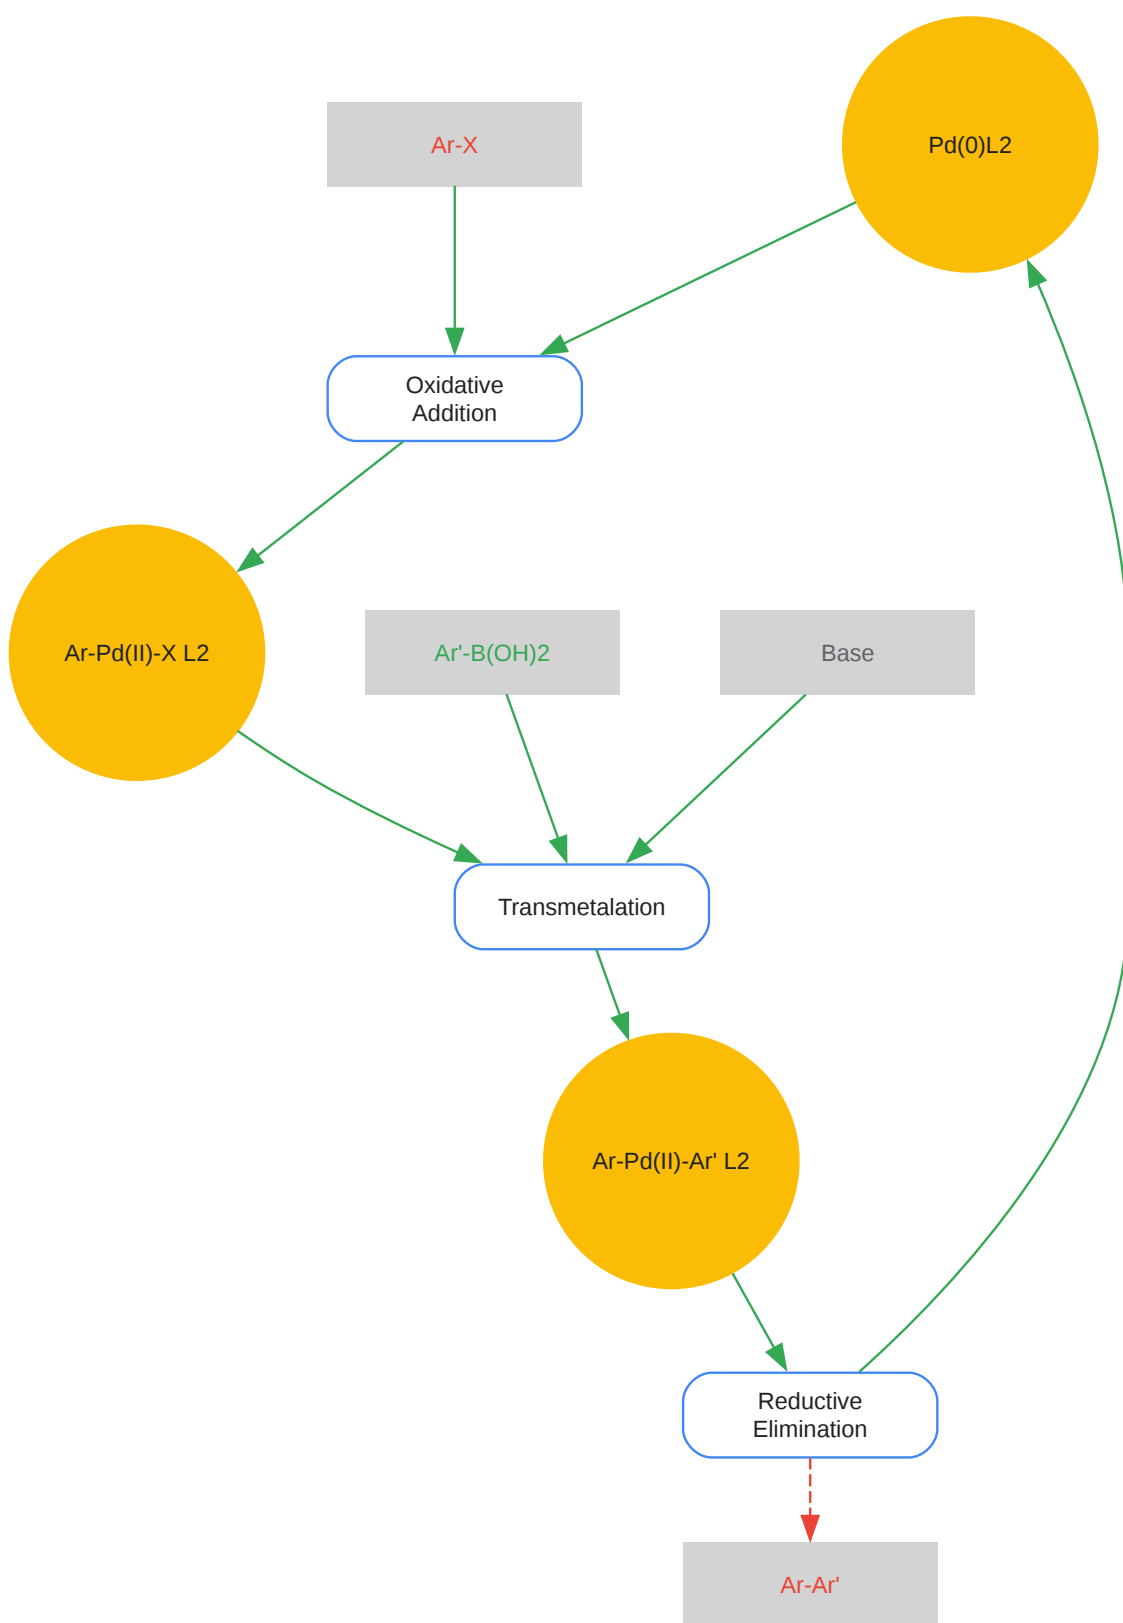 Ar-X
Pd(0)L2
Oxidative
Addition
Ar-Pd(II)-X L2
Ar'-B(OH)2
Base
Transmetalation
Ar-Pd(II)-Ar' L2
Reductive
Elimination
Ar-Ar'